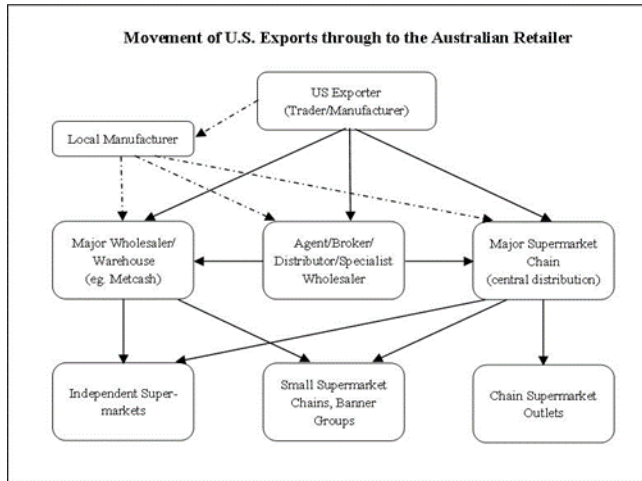 Movement of U.S. Exports through to the Australian Retailer
US Exporter
(Trader/Manufacturer)
Local Manufacturer
Major Wholesaler/
Warehouse
(eg. Metcash)
Agent/Broker/
Distributor/Specialist
Wholesaler
Major Supermarket
Chain
(central distribution)
Independent Super-
markets
Small Supermarket
Chains, Banner
Groups
Chain Supermarket
Outlets